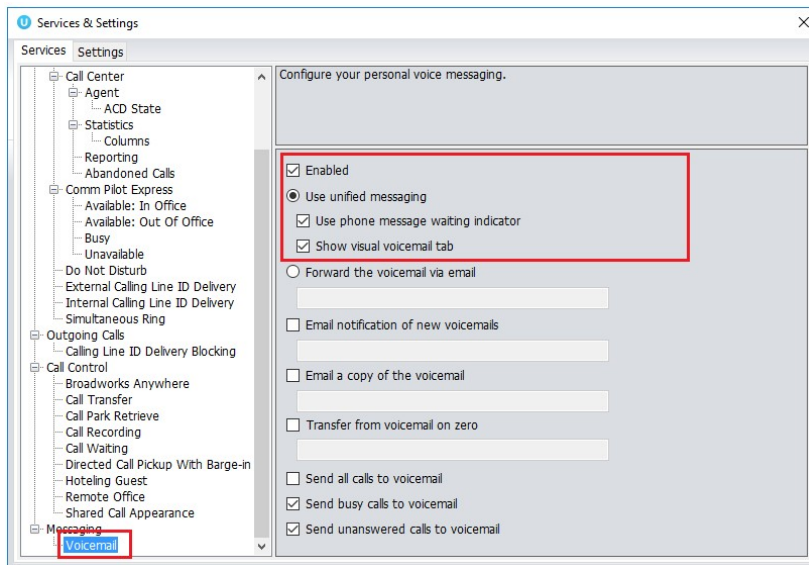 Services & Settings
Services Settings
Call Center
Agent
ACD State
Statistics
Columns
Reporting
Abandoned Calls
Comm Pilot Express
Available: In Office
Available: Out Of Office
Busy
Unavailable
Do Not Disturb
External Calling Line ID Delivery
Internal Calling Line ID Delivery
Simultaneous Ring
Outgoing Calls
Calling Line ID Delivery Blocking
Call Control
Broadworks Anywhere
Call Transfer
Call Park Retrieve
Call Recording
Call Waiting
Directed Call Pickup With Barge-in
Hoteling Guest
Remote Office
Shared Call Appearance
Messaging
Voicemail
Configure your personal voice messaging.
Enabled
Use unified messaging
Use phone message waiting indicator
Show visual voicemail tab
Forward the voicemail via email
Email notification of new voicemails
Email a copy of the voicemail
Transfer from voicemail on zero
Send all calls to voicemail
Send busy calls to voicemail
Send unanswered calls to voicemail